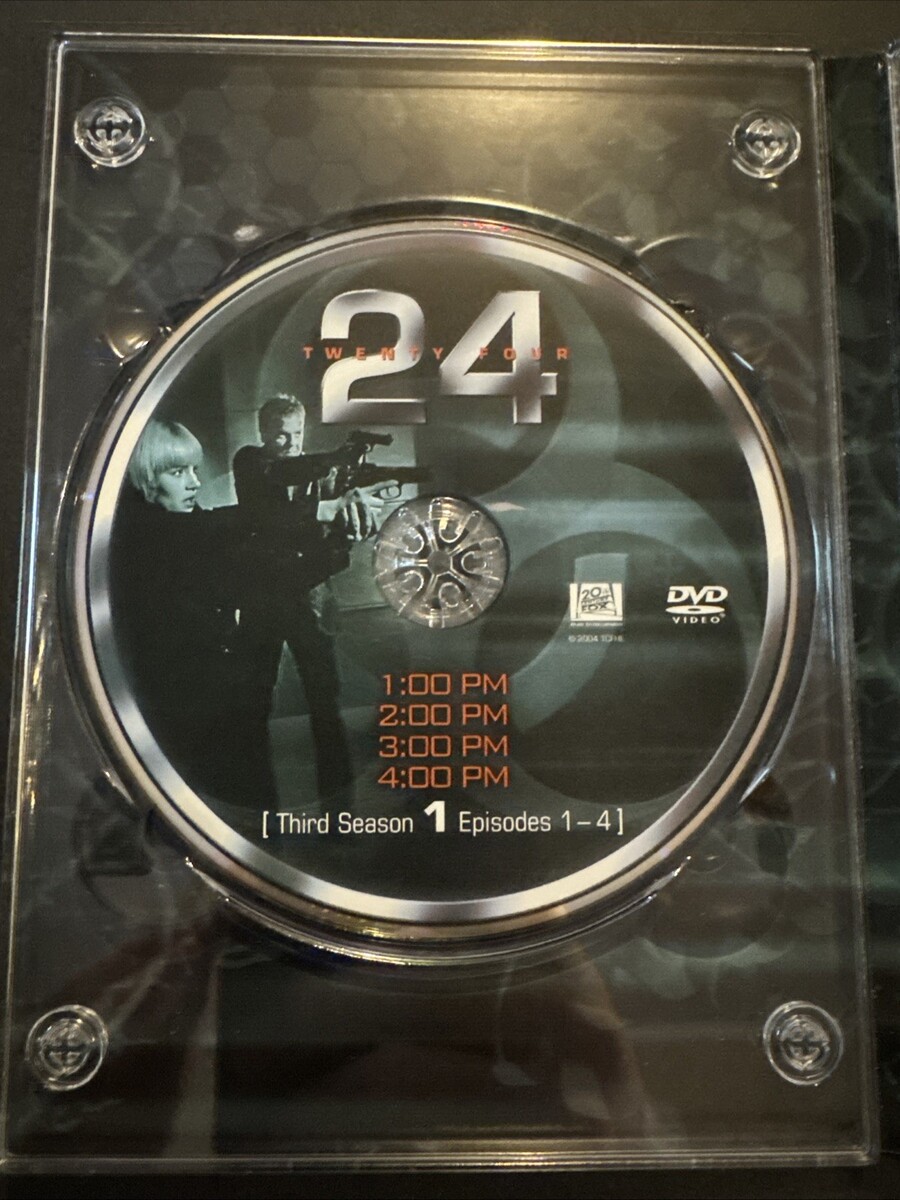 24
TWENTY FOUR
20th
CENTURY
FOX
DVD
VIDEO
© 2004 TCFHE
1:00 PM
2:00 PM
3:00 PM
4:00 PM
[ Third Season 1 Episodes 1–4 ]